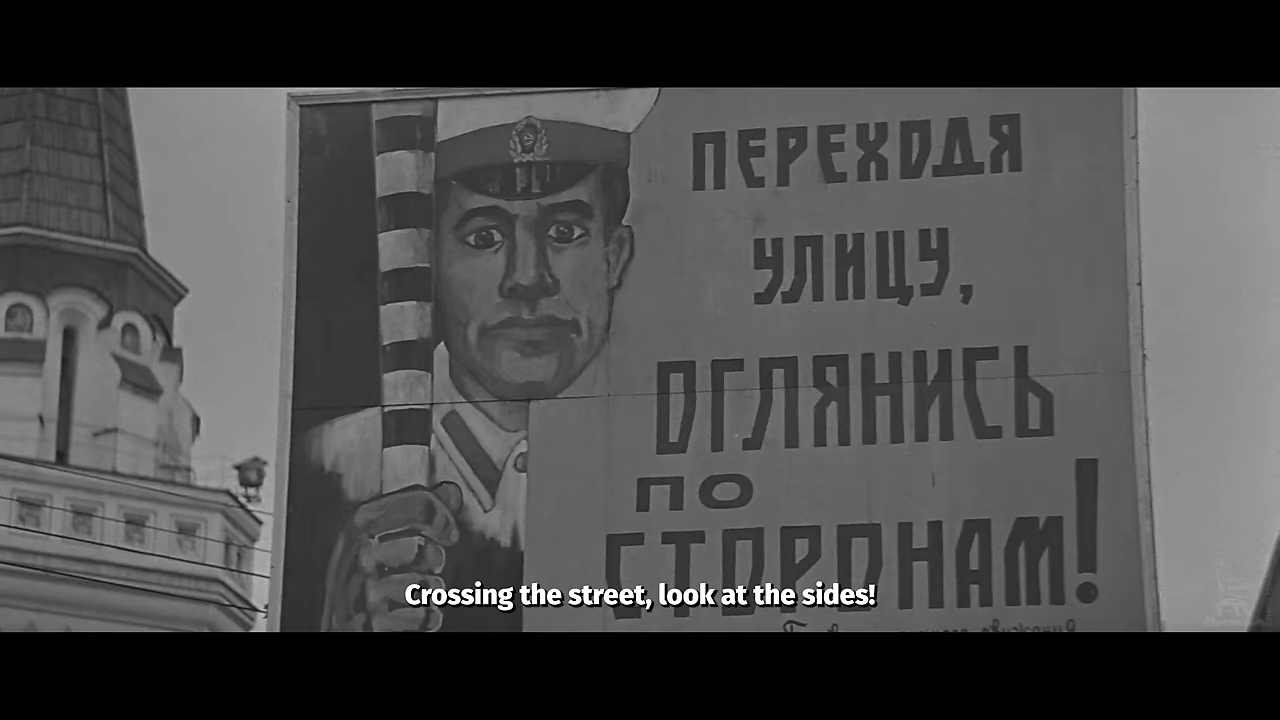 ПЕРЕХОДЯ
УЛИЦУ,
ОГЛЯНИСЬ
ПО
СТОРОНАМ!
Crossing the street, look at the sides!